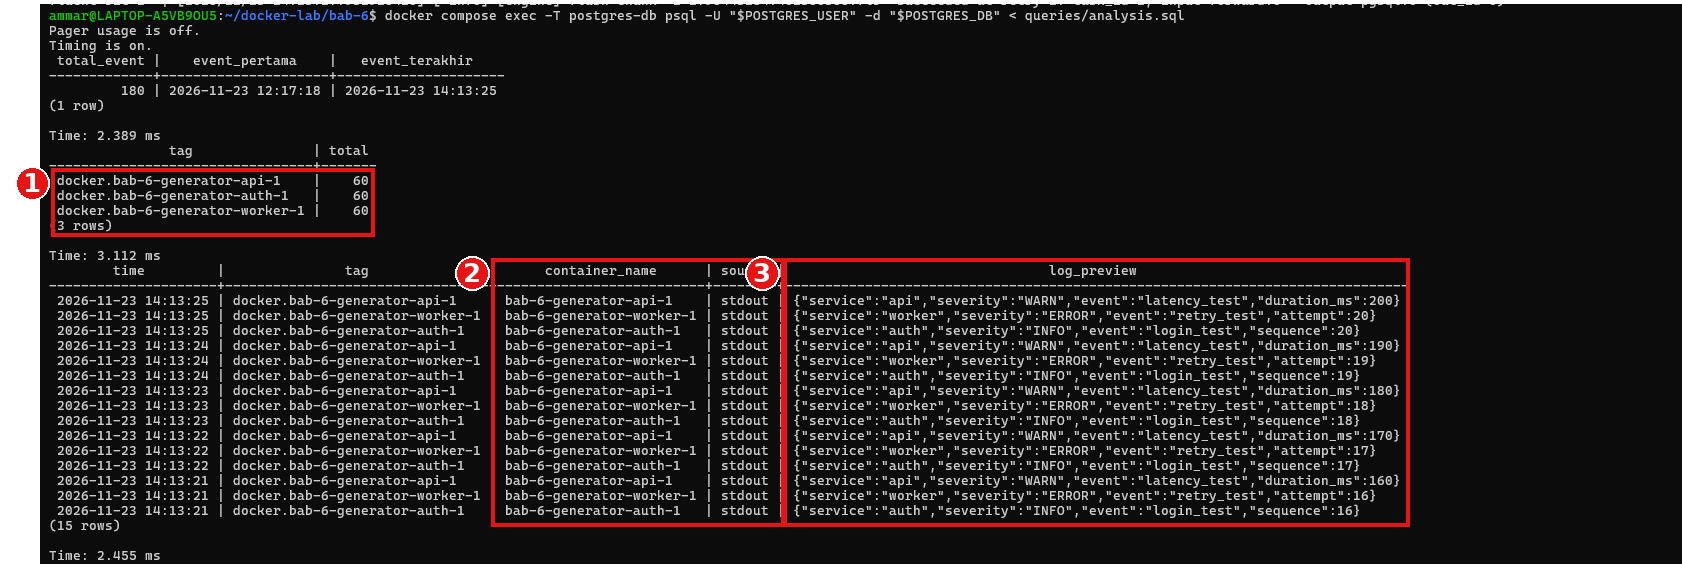 ammar@LAPTOP-A5VB9OU5:~/docker-lab/bab-6$ docker compose exec -T postgres-db psql -U "$POSTGRES_USER" -d "$POSTGRES_DB" < queries/analysis.sql
Pager usage is off.
Timing is on.
total_event | event_pertama | event_terakhir
-------------+---------------------+---------------------
180 | 2026-11-23 12:17:18 | 2026-11-23 14:13:25
(1 row)
Time: 2.389 ms
tag | total
---------------------------------+-------
1
docker.bab-6-generator-api-1 | 60
docker.bab-6-generator-auth-1 | 60
docker.bab-6-generator-worker-1 | 60
3 rows)
Time: 3.112 ms
2
3
time | tag container_name | sou log_preview
2026-11-23 14:13:25 | docker.bab-6-generator-api-1 bab-6-generator-api-1 | stdout | {"service":"api","severity":"WARN","event":"latency_test","duration_ms":200}
2026-11-23 14:13:25 | docker.bab-6-generator-worker-1 bab-6-generator-worker-1 | stdout | {"service":"worker","severity":"ERROR","event":"retry_test","attempt":20}
2026-11-23 14:13:25 | docker.bab-6-generator-auth-1 bab-6-generator-auth-1 | stdout | {"service":"auth","severity":"INFO","event":"login_test","sequence":20}
2026-11-23 14:13:24 | docker.bab-6-generator-api-1 bab-6-generator-api-1 | stdout | {"service":"api","severity":"WARN","event":"latency_test","duration_ms":190}
2026-11-23 14:13:24 | docker.bab-6-generator-worker-1 bab-6-generator-worker-1 | stdout | {"service":"worker","severity":"ERROR","event":"retry_test","attempt":19}
2026-11-23 14:13:24 | docker.bab-6-generator-auth-1 bab-6-generator-auth-1 | stdout | {"service":"auth","severity":"INFO","event":"login_test","sequence":19}
2026-11-23 14:13:23 | docker.bab-6-generator-api-1 bab-6-generator-api-1 | stdout | {"service":"api","severity":"WARN","event":"latency_test","duration_ms":180}
2026-11-23 14:13:23 | docker.bab-6-generator-worker-1 bab-6-generator-worker-1 | stdout | {"service":"worker","severity":"ERROR","event":"retry_test","attempt":18}
2026-11-23 14:13:23 | docker.bab-6-generator-auth-1 bab-6-generator-auth-1 | stdout | {"service":"auth","severity":"INFO","event":"login_test","sequence":18}
2026-11-23 14:13:22 | docker.bab-6-generator-api-1 bab-6-generator-api-1 | stdout | {"service":"api","severity":"WARN","event":"latency_test","duration_ms":170}
2026-11-23 14:13:22 | docker.bab-6-generator-worker-1 bab-6-generator-worker-1 | stdout | {"service":"worker","severity":"ERROR","event":"retry_test","attempt":17}
2026-11-23 14:13:22 | docker.bab-6-generator-auth-1 bab-6-generator-auth-1 | stdout | {"service":"auth","severity":"INFO","event":"login_test","sequence":17}
2026-11-23 14:13:21 | docker.bab-6-generator-api-1 bab-6-generator-api-1 | stdout | {"service":"api","severity":"WARN","event":"latency_test","duration_ms":160}
2026-11-23 14:13:21 | docker.bab-6-generator-worker-1 bab-6-generator-worker-1 | stdout | {"service":"worker","severity":"ERROR","event":"retry_test","attempt":16}
2026-11-23 14:13:21 | docker.bab-6-generator-auth-1 bab-6-generator-auth-1 | stdout | {"service":"auth","severity":"INFO","event":"login_test","sequence":16}
(15 rows)
Time: 2.455 ms